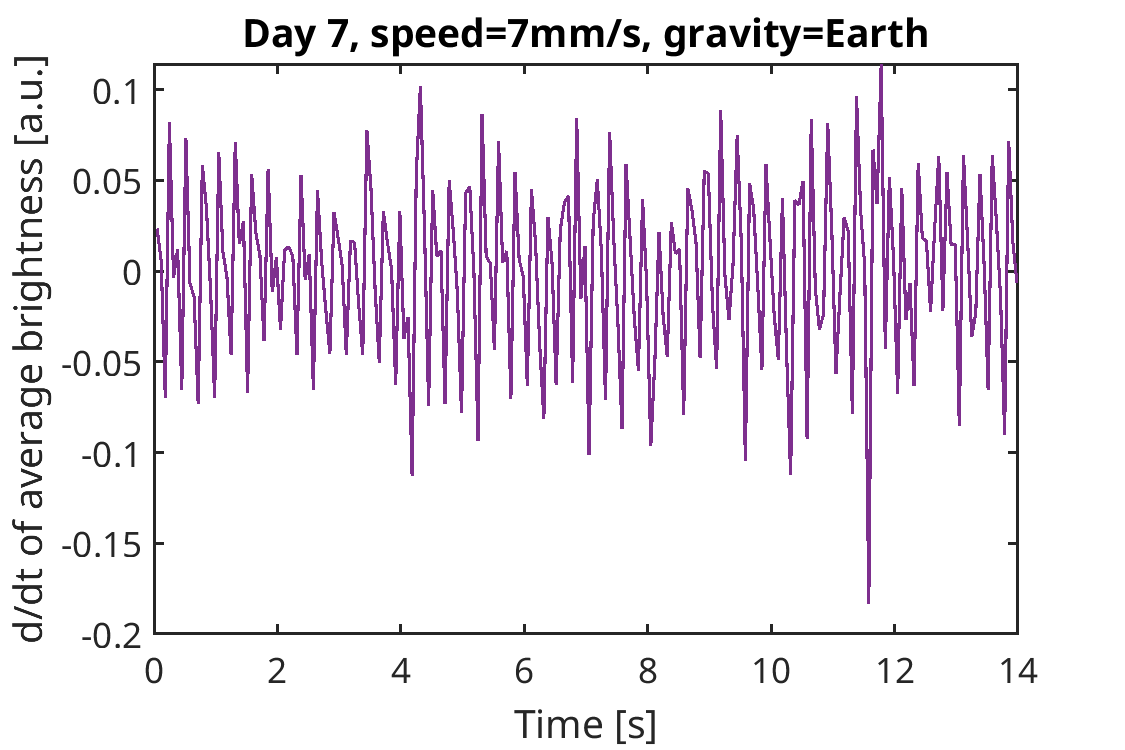 Day 7, speed=7mm/s, gravity=Earth
d/dt of average brightness [a.u.]
0.1
0.05
0
-0.05
-0.1
-0.15
-0.2
0 2 4 6 8 10 12 14
Time [s]